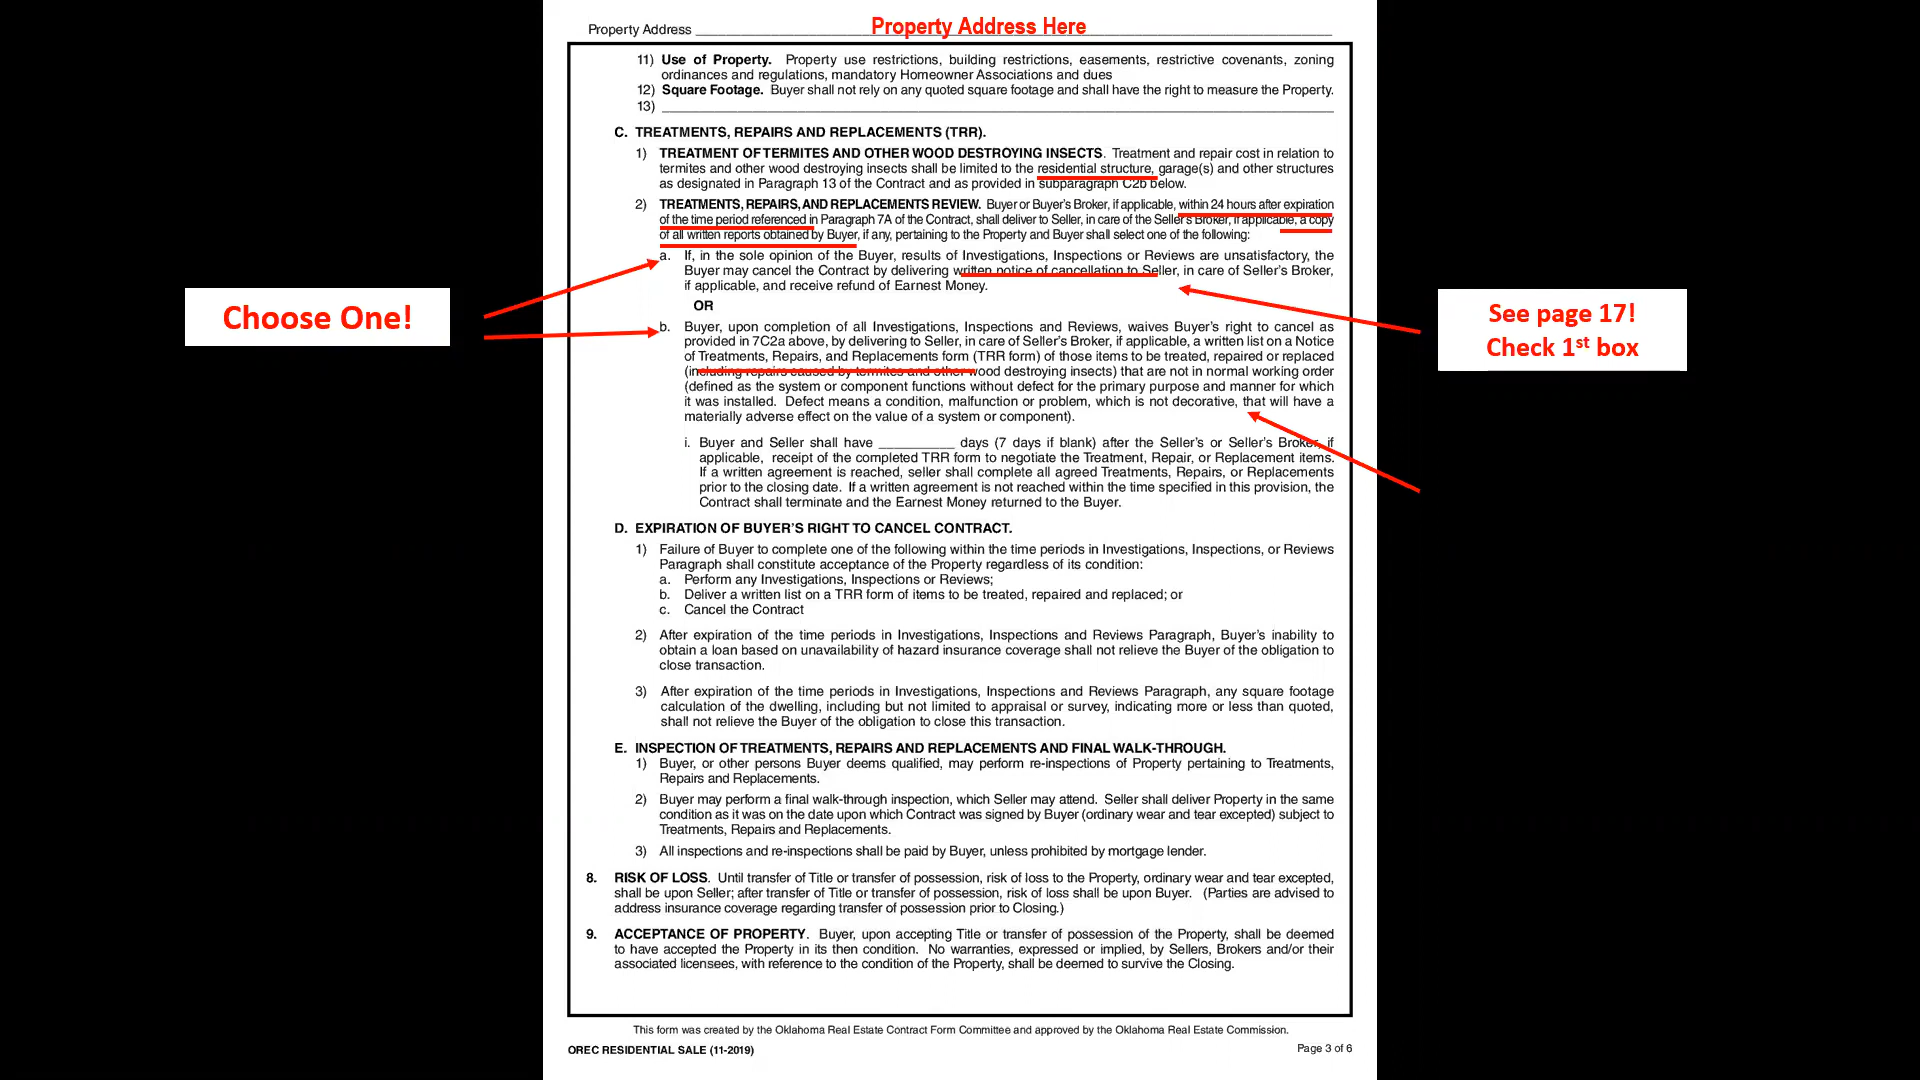 Property Address Property Address Here
11) Use of Property. Property use restrictions, building restrictions, easements, restrictive covenants, zoning
ordinances and regulations, mandatory Homeowner Associations and dues
12) Square Footage. Buyer shall not rely on any quoted square footage and shall have the right to measure the Property.
13)
C. TREATMENTS, REPAIRS AND REPLACEMENTS (TRR).
1) TREATMENT OF TERMITES AND OTHER WOOD DESTROYING INSECTS. Treatment and repair cost in relation to
termites and other wood destroying insects shall be limited to the residential structure, garage(s) and other structures
as designated in Paragraph 13 of the Contract and as provided in subparagraph C2b below.
2) TREATMENTS, REPAIRS, AND REPLACEMENTS REVIEW. Buyer or Buyer's Broker, if applicable, within 24 hours after expiration
of the time period referenced in Paragraph 7A of the Contract, shall deliver to Seller, in care of the Seller's Broker, if applicable, a copy
of all written reports obtained by Buyer, if any, pertaining to the Property and Buyer shall select one of the following:
a. If, in the sole opinion of the Buyer, results of Investigations, Inspections or Reviews are unsatisfactory, the
Buyer may cancel the Contract by delivering written notice of cancellation to Seller, in care of Seller's Broker,
if applicable, and receive refund of Earnest Money.
OR
Choose One!
See page 17!
Check 1st box
b. Buyer, upon completion of all Investigations, Inspections and Reviews, waives Buyer's right to cancel as
provided in 7C2a above, by delivering to Seller, in care of Seller's Broker, if applicable, a written list on a Notice
of Treatments, Repairs, and Replacements form (TRR form) of those items to be treated, repaired or replaced
(including repairs caused by termites and other wood destroying insects) that are not in normal working order
(defined as the system or component functions without defect for the primary purpose and manner for which
it was installed. Defect means a condition, malfunction or problem, which is not decorative, that will have a
materially adverse effect on the value of a system or component).
i. Buyer and Seller shall have __________ days (7 days if blank) after the Seller's or Seller's Broker, if
applicable, receipt of the completed TRR form to negotiate the Treatment, Repair, or Replacement items.
If a written agreement is reached, seller shall complete all agreed Treatments, Repairs, or Replacements
prior to the closing date. If a written agreement is not reached within the time specified in this provision, the
Contract shall terminate and the Earnest Money returned to the Buyer.
D. EXPIRATION OF BUYER'S RIGHT TO CANCEL CONTRACT.
1) Failure of Buyer to complete one of the following within the time periods in Investigations, Inspections, or Reviews
Paragraph shall constitute acceptance of the Property regardless of its condition:
a. Perform any Investigations, Inspections or Reviews;
b. Deliver a written list on a TRR form of items to be treated, repaired and replaced; or
c. Cancel the Contract
2) After expiration of the time periods in Investigations, Inspections and Reviews Paragraph, Buyer's inability to
obtain a loan based on unavailability of hazard insurance coverage shall not relieve the Buyer of the obligation to
close transaction.
3) After expiration of the time periods in Investigations, Inspections and Reviews Paragraph, any square footage
calculation of the dwelling, including but not limited to appraisal or survey, indicating more or less than quoted,
shall not relieve the Buyer of the obligation to close this transaction.
E. INSPECTION OF TREATMENTS, REPAIRS AND REPLACEMENTS AND FINAL WALK-THROUGH.
1) Buyer, or other persons Buyer deems qualified, may perform re-inspections of Property pertaining to Treatments,
Repairs and Replacements.
2) Buyer may perform a final walk-through inspection, which Seller may attend. Seller shall deliver Property in the same
condition as it was on the date upon which Contract was signed by Buyer (ordinary wear and tear excepted) subject to
Treatments, Repairs and Replacements.
3) All inspections and re-inspections shall be paid by Buyer, unless prohibited by mortgage lender.
8. RISK OF LOSS. Until transfer of Title or transfer of possession, risk of loss to the Property, ordinary wear and tear excepted,
shall be upon Seller; after transfer of Title or transfer of possession, risk of loss shall be upon Buyer. (Parties are advised to
address insurance coverage regarding transfer of possession prior to Closing.)
9. ACCEPTANCE OF PROPERTY. Buyer, upon accepting Title or transfer of possession of the Property, shall be deemed
to have accepted the Property in its then condition. No warranties, expressed or implied, by Sellers, Brokers and/or their
associated licensees, with reference to the condition of the Property, shall be deemed to survive the Closing.
This form was created by the Oklahoma Real Estate Contract Form Committee and approved by the Oklahoma Real Estate Commission.
OREC RESIDENTIAL SALE (11-2019)
Page 3 of 6